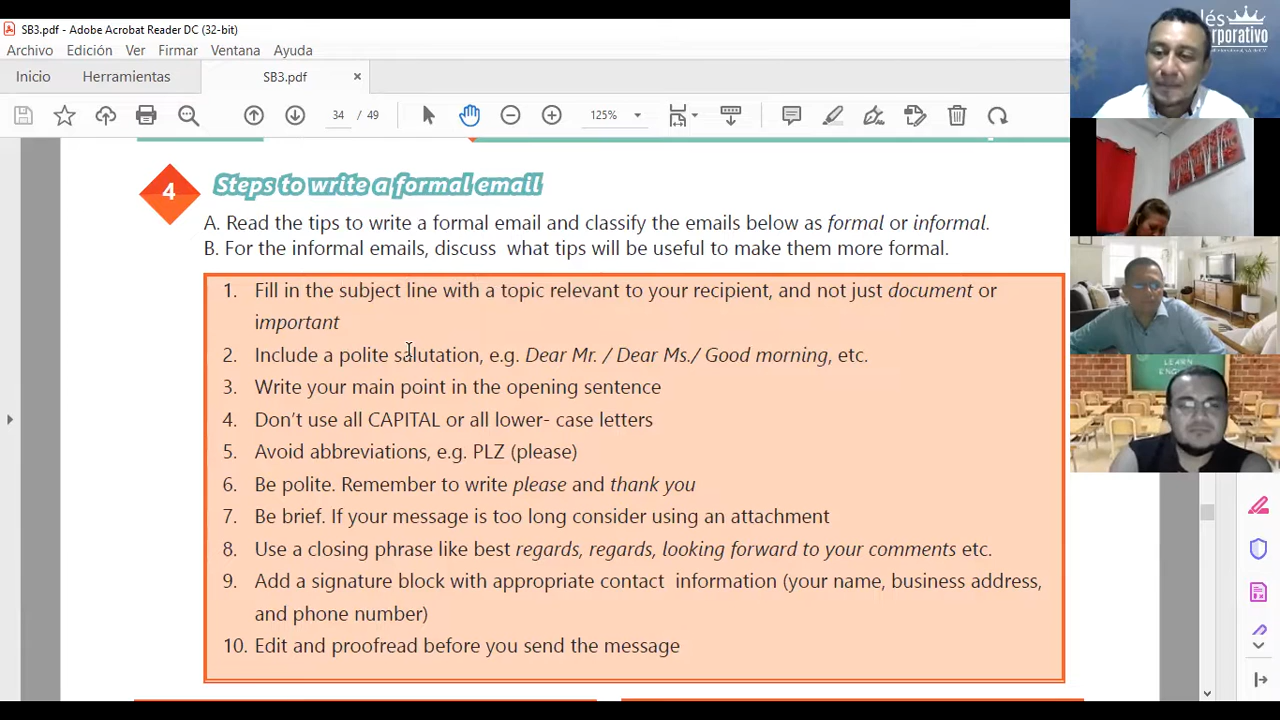 SB3.pdf - Adobe Acrobat Reader DC (32-bit)
Archivo Edición Ver Firmar Ventana Ayuda
Inicio Herramientas SB3.pdf ×
34 / 49 125%
4 Steps to write a formal email
A. Read the tips to write a formal email and classify the emails below as formal or informal.
B. For the informal emails, discuss what tips will be useful to make them more formal.
1. Fill in the subject line with a topic relevant to your recipient, and not just document or
important
2. Include a polite salutation, e.g. Dear Mr. / Dear Ms./ Good morning, etc.
3. Write your main point in the opening sentence
4. Don't use all CAPITAL or all lower- case letters
5. Avoid abbreviations, e.g. PLZ (please)
6. Be polite. Remember to write please and thank you
7. Be brief. If your message is too long consider using an attachment
8. Use a closing phrase like best regards, regards, looking forward to your comments etc.
9. Add a signature block with appropriate contact information (your name, business address,
and phone number)
10. Edit and proofread before you send the message
lés
rporativo
LEARN
ENGLISH